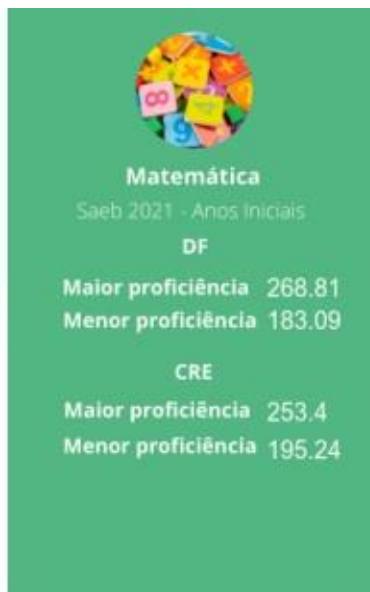 Matemática
Saeb 2021 - Anos Iniciais
DF
Maior proficiência 268.81
Menor proficiência 183.09
CRE
Maior proficiência 253.4
Menor proficiência 195.24